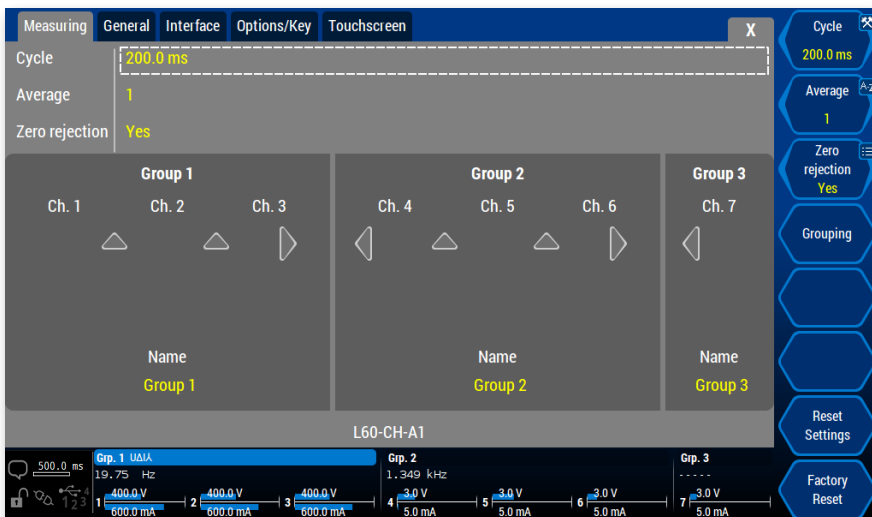 Measuring General Interface Options/Key Touchscreen X
Cycle 200.0 ms
Average 1
Zero rejection Yes
Group 1 Group 2 Group 3
Ch. 1 Ch. 2 Ch. 3 Ch. 4 Ch. 5 Ch. 6 Ch. 7
Name Name Name
Group 1 Group 2 Group 3
L60-CH-A1
Cycle
200.0 ms
Average A-z
1
Zero
rejection
Yes
Grouping
Reset
Settings
Factory
Reset
500.0 ms
4
1 2 3
Grp. 1 UΔIλ
19.75 Hz
1 400.0 V 2 400.0 V 3 400.0 V
600.0 mA 600.0 mA 600.0 mA
Grp. 2
1.349 kHz
4 3.0 V 5 3.0 V 6 3.0 V
5.0 mA 5.0 mA 5.0 mA
Grp. 3
-----
7 3.0 V
5.0 mA